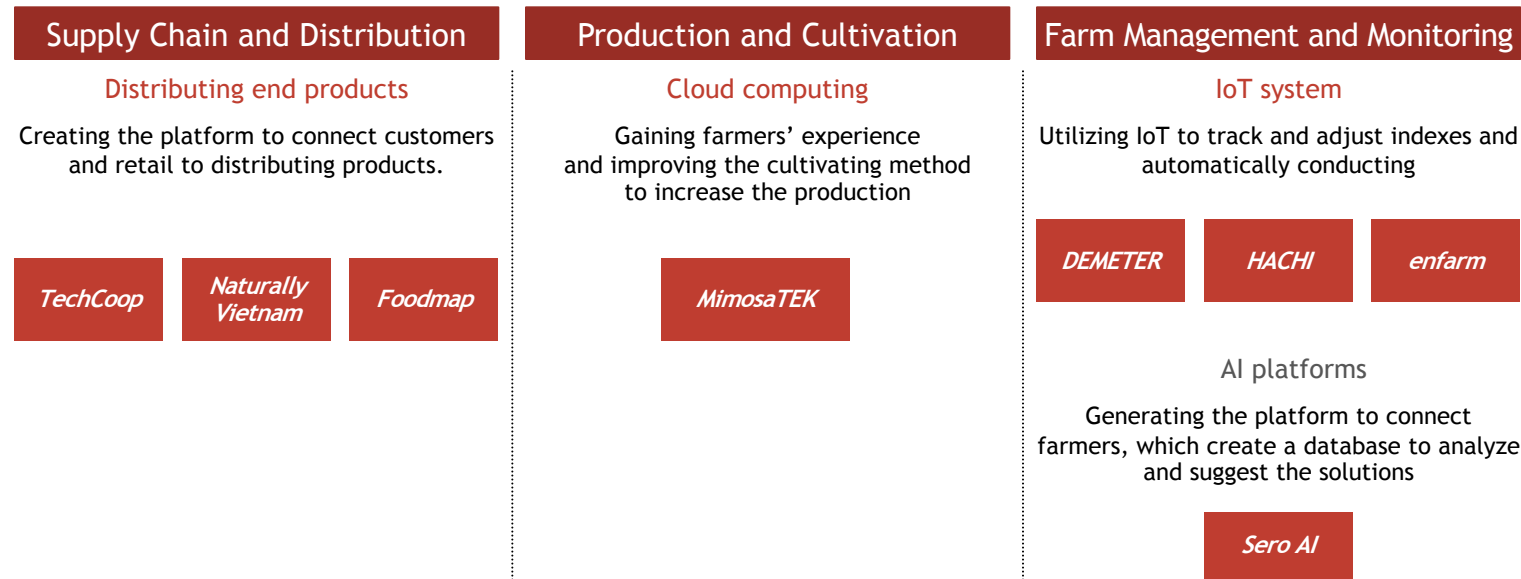 Supply Chain and Distribution
Distributing end products
Creating the platform to connect customers
and retail to distributing products.
TechCoop
Naturally
Vietnam
Foodmap
Production and Cultivation
Cloud computing
Gaining farmers’ experience
and improving the cultivating method
to increase the production
MimosaTEK
Farm Management and Monitoring
IoT system
Utilizing IoT to track and adjust indexes and
automatically conducting
DEMETER
HACHI
enfarm
AI platforms
Generating the platform to connect
farmers, which create a database to analyze
and suggest the solutions
Sero AI